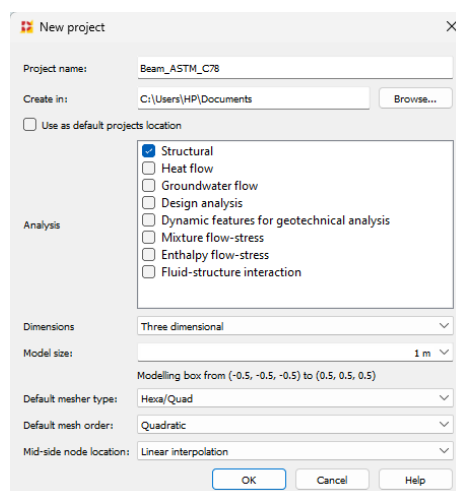 New project
Project name: Beam_ASTM_C78
Create in: C:\Users\HP\Documents Browse...
Use as default projects location
Analysis
Structural
Heat flow
Groundwater flow
Design analysis
Dynamic features for geotechnical analysis
Mixture flow-stress
Enthalpy flow-stress
Fluid-structure interaction
Dimensions Three dimensional
Model size: 1 m
Modelling box from (-0.5, -0.5, -0.5) to (0.5, 0.5, 0.5)
Default mesher type: Hexa/Quad
Default mesh order: Quadratic
Mid-side node location: Linear interpolation
OK Cancel Help